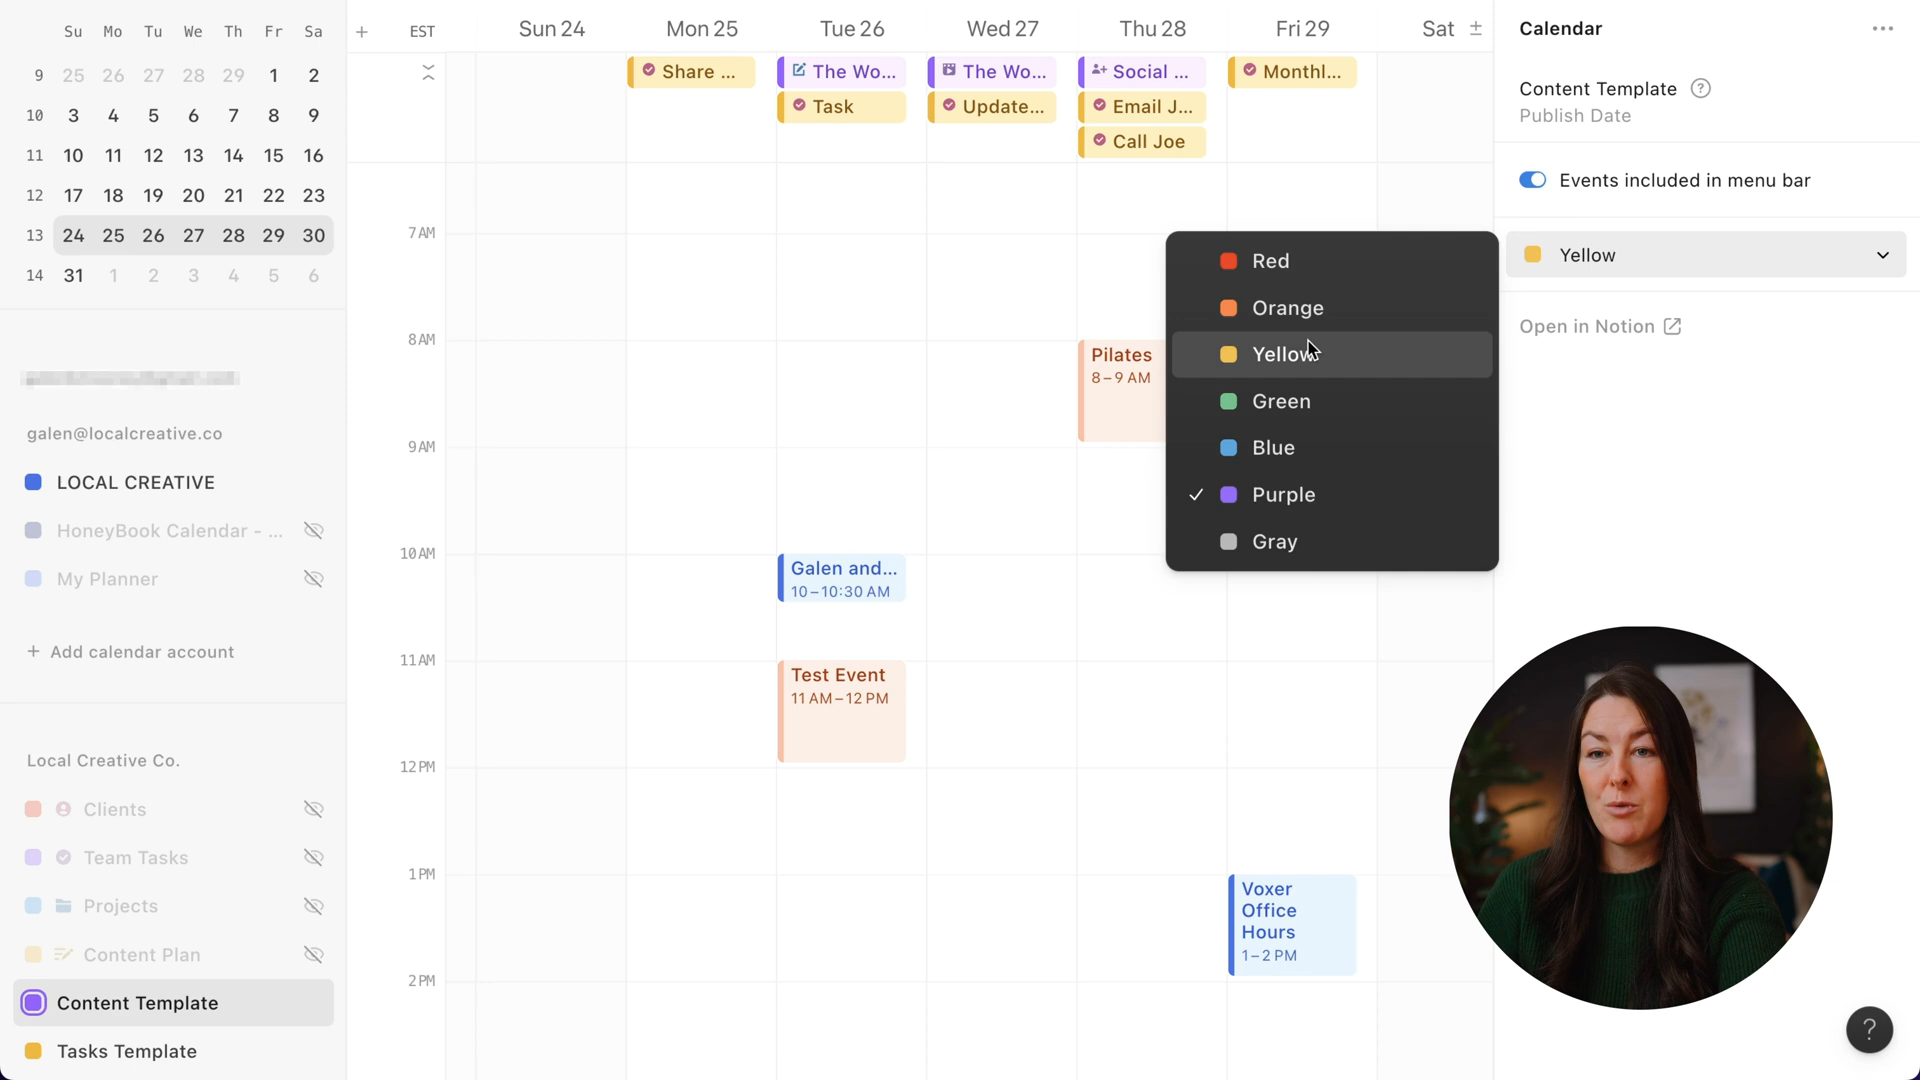 Su Mo Tu We Th Fr Sa
9 25 26 27 28 29 1 2
10 3 4 5 6 7 8 9
11 10 11 12 13 14 15 16
12 17 18 19 20 21 22 23
13 24 25 26 27 28 29 30
14 31 1 2 3 4 5 6
galen@localcreative.co
LOCAL CREATIVE
HoneyBook Calendar - ...
My Planner
+ Add calendar account
Local Creative Co.
Clients
Team Tasks
Projects
Content Plan
Content Template
Tasks Template
+ EST Sun 24 Mon 25 Tue 26 Wed 27 Thu 28 Fri 29 Sat ±
Share ... The Wo... The Wo... Social ... Monthl...
Task Update... Email J...
Call Joe
7 AM
8 AM
9 AM
10 AM
11 AM
12 PM
1 PM
2 PM
Pilates
8–9 AM
Galen and...
10–10:30 AM
Test Event
11 AM–12 PM
Voxer
Office
Hours
1–2 PM
Red
Orange
Yellow
Green
Blue
Purple
Gray
Calendar ...
Content Template ?
Publish Date
Events included in menu bar
Yellow
Open in Notion
?